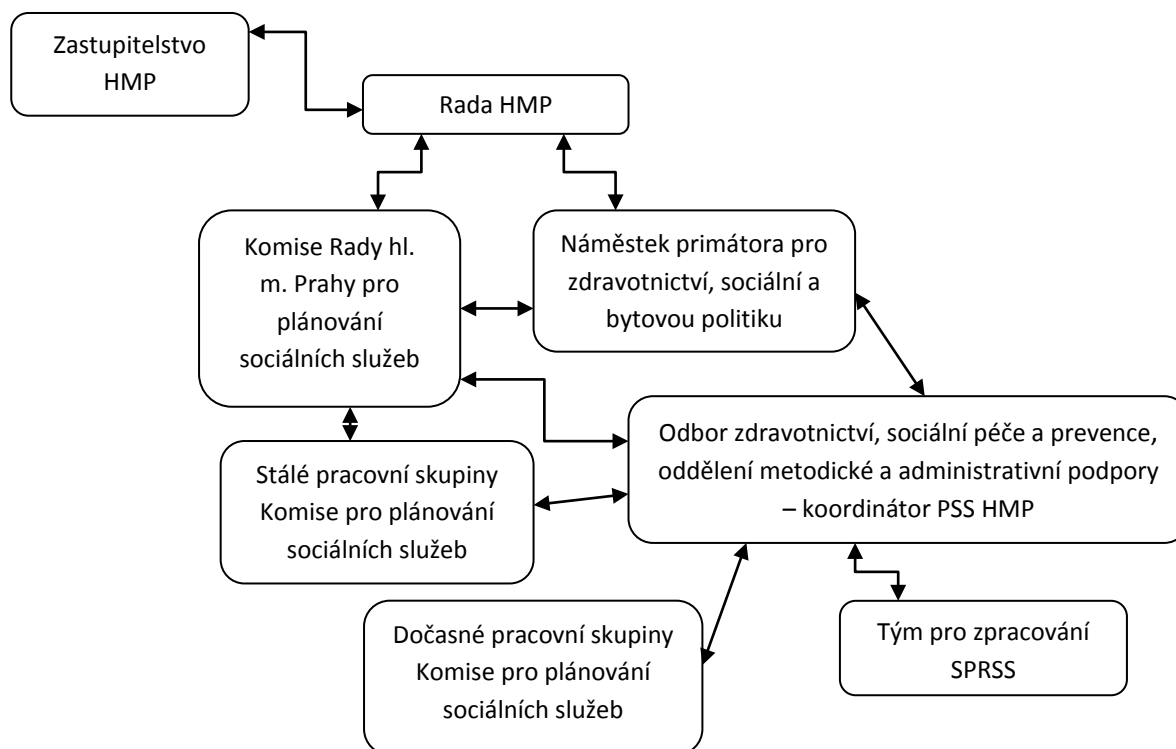 Zastupitelstvo
HMP
Rada HMP
Komise Rady hl.
m. Prahy pro
plánování
sociálních služeb
Náměstek primátora pro
zdravotnictví, sociální a
bytovou politiku
Stálé pracovní skupiny
Komise pro plánování
sociálních služeb
Odbor zdravotnictví, sociální péče a prevence,
oddělení metodické a administrativní podpory
– koordinátor PSS HMP
Dočasné pracovní skupiny
Komise pro plánování
sociálních služeb
Tým pro zpracování
SPRSS